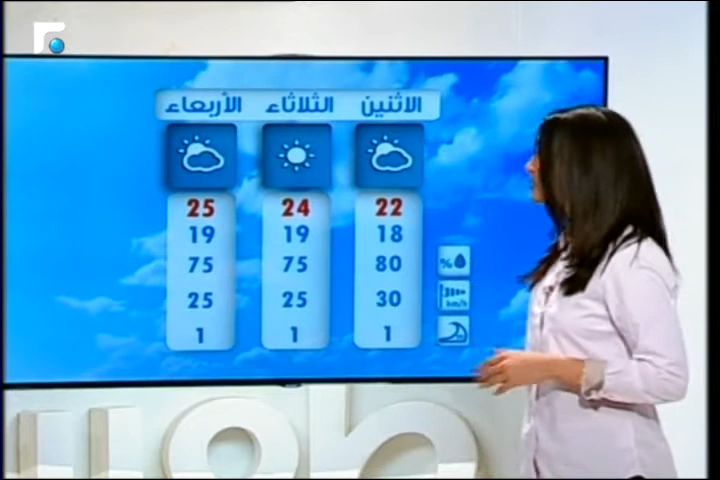 الاثنين الثلاثاء الأربعاء
22 24 25
18 19 19
80 75 75 %
30 25 25 km/h
1 1 1